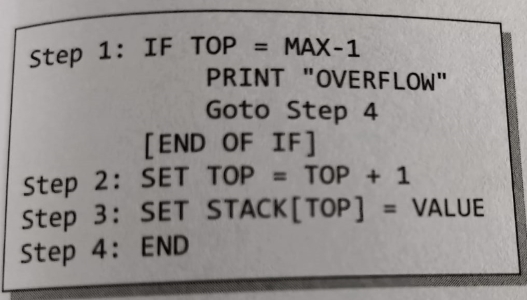 Step 1: IF TOP = MAX-1
PRINT "OVERFLOW"
Goto Step 4
[END OF IF]
Step 2: SET TOP = TOP + 1
Step 3: SET STACK[TOP] = VALUE
Step 4: END